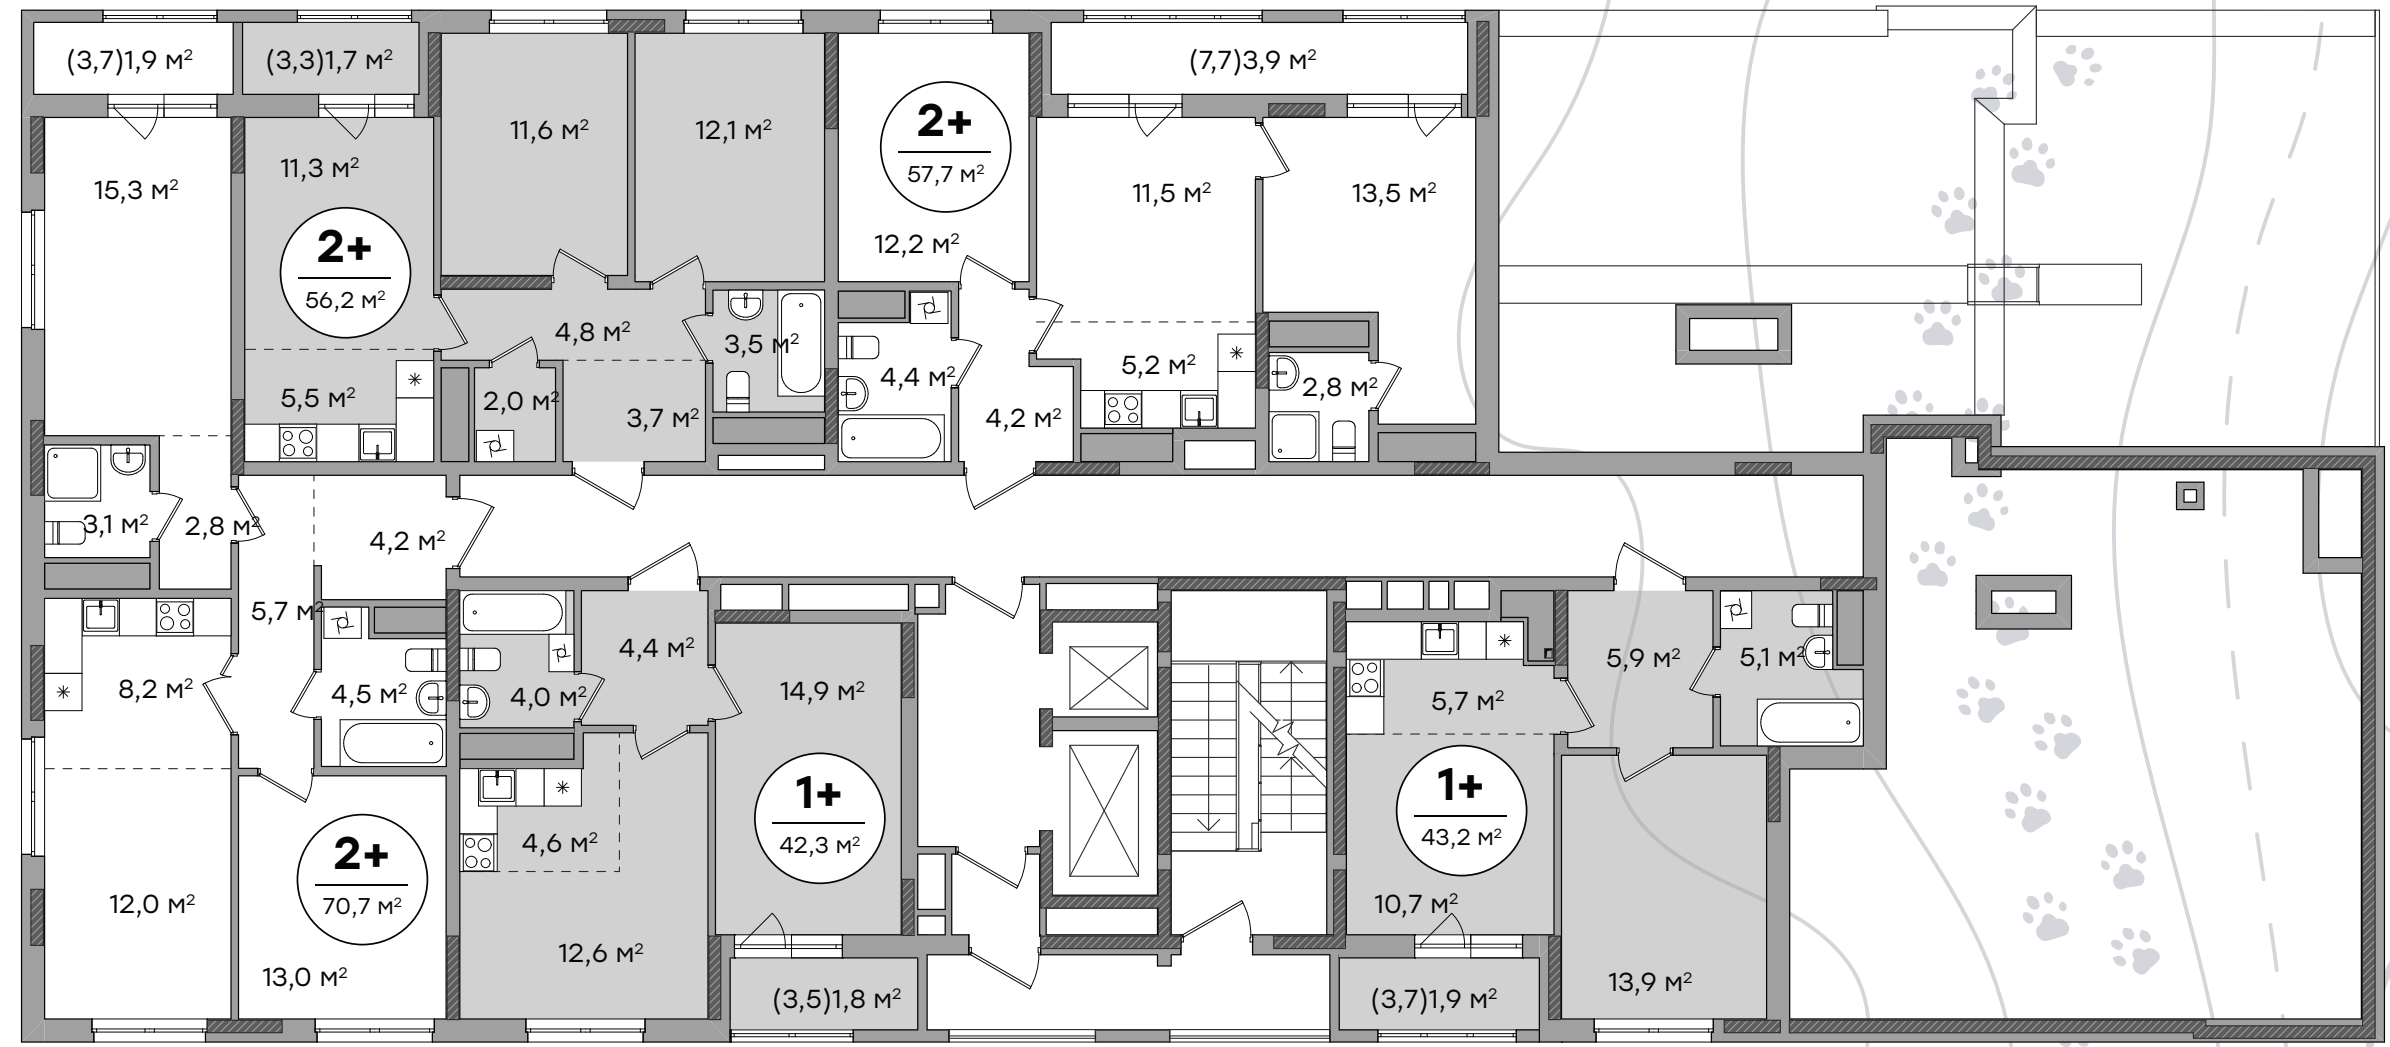 (3,7)1,9 м²
(3,3)1,7 м²
(7,7)3,9 м²
11,6 м²
12,1 м²
2+
57,7 м²
12,2 м²
15,3 м²
11,3 м²
11,5 м²
13,5 м²
2+
56,2 м²
5,5 м²
4,8 м²
3,5 м²
2,0 м²
3,7 м²
4,4 м²
4,2 м²
5,2 м²
2,8 м²
3,1 м²
2,8 м²
4,2 м²
5,7 м²
8,2 м²
4,5 м²
4,0 м²
4,4 м²
14,9 м²
5,7 м²
5,9 м²
5,1 м²
1+
42,3 м²
1+
43,2 м²
4,6 м²
2+
70,7 м²
12,0 м²
13,0 м²
12,6 м²
10,7 м²
(3,5)1,8 м²
(3,7)1,9 м²
13,9 м²